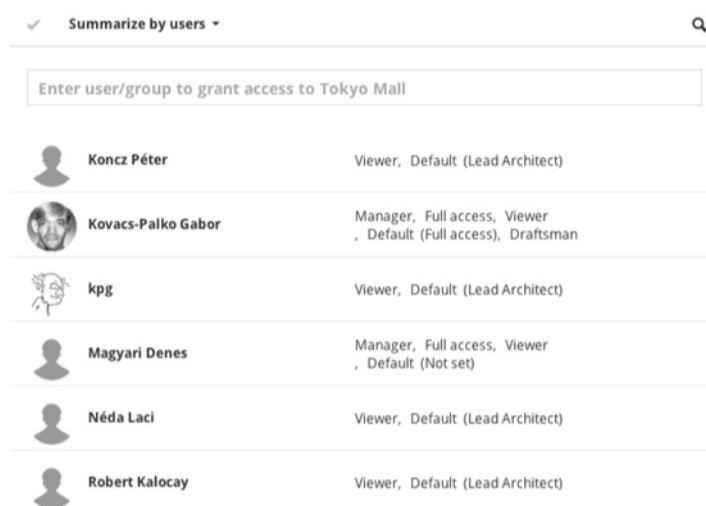 Summarize by users
Enter user/group to grant access to Tokyo Mall
Koncz Péter
Viewer, Default (Lead Architect)
Kovacs-Palko Gabor
Manager, Full access, Viewer
, Default (Full access), Draftsman
kpg
Viewer, Default (Lead Architect)
Magyari Denes
Manager, Full access, Viewer
, Default (Not set)
Néda Laci
Viewer, Default (Lead Architect)
Robert Kalocay
Viewer, Default (Lead Architect)